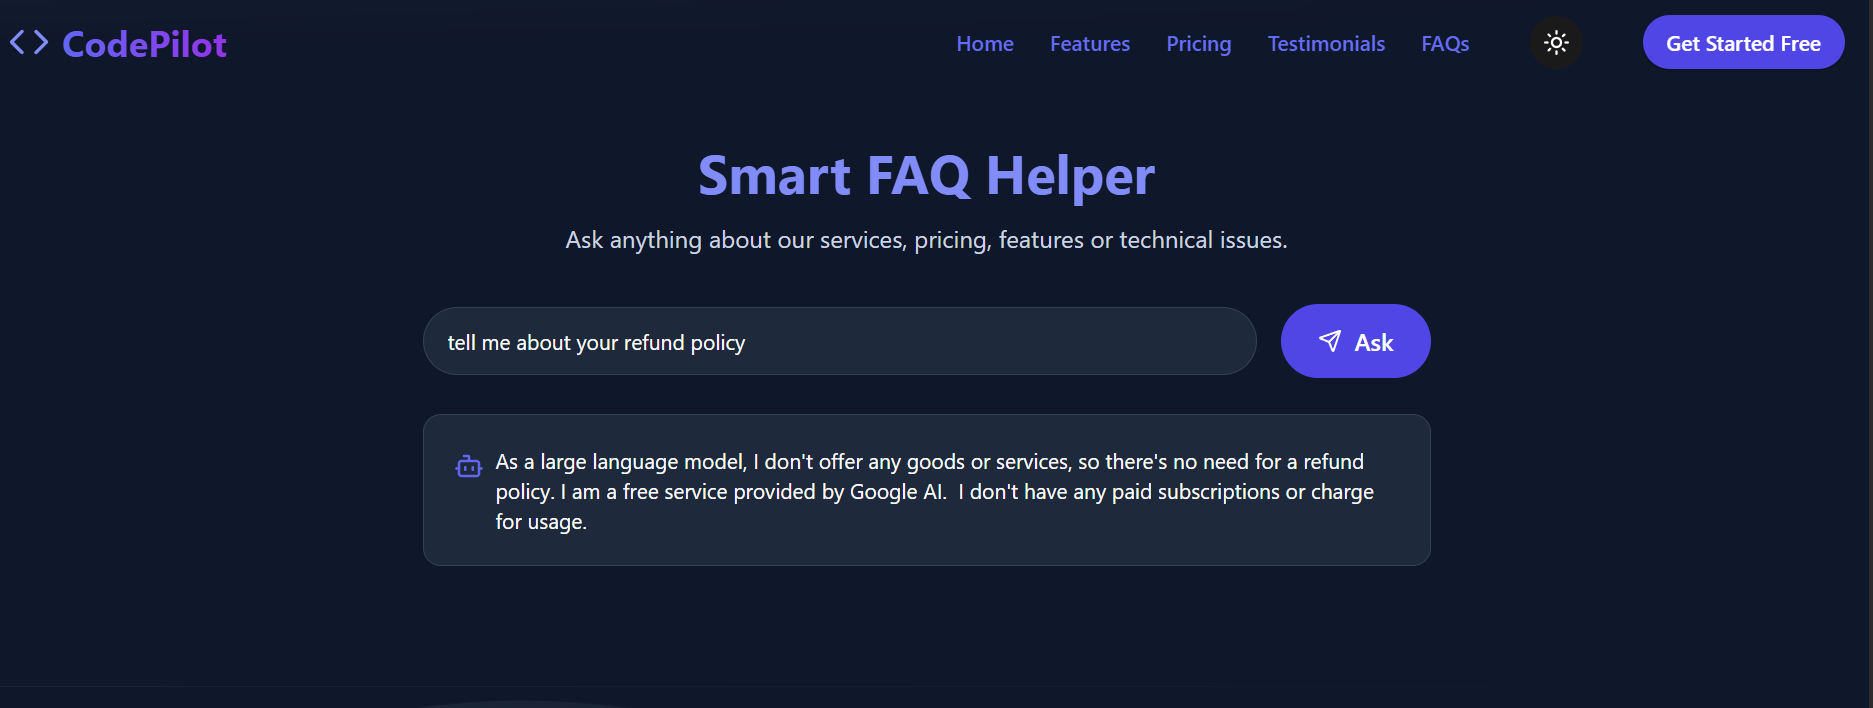 CodePilot
Home Features Pricing Testimonials FAQs
Get Started Free
Smart FAQ Helper
Ask anything about our services, pricing, features or technical issues.
tell me about your refund policy
Ask
As a large language model, I don't offer any goods or services, so there's no need for a refund
policy. I am a free service provided by Google AI.  I don't have any paid subscriptions or charge
for usage.